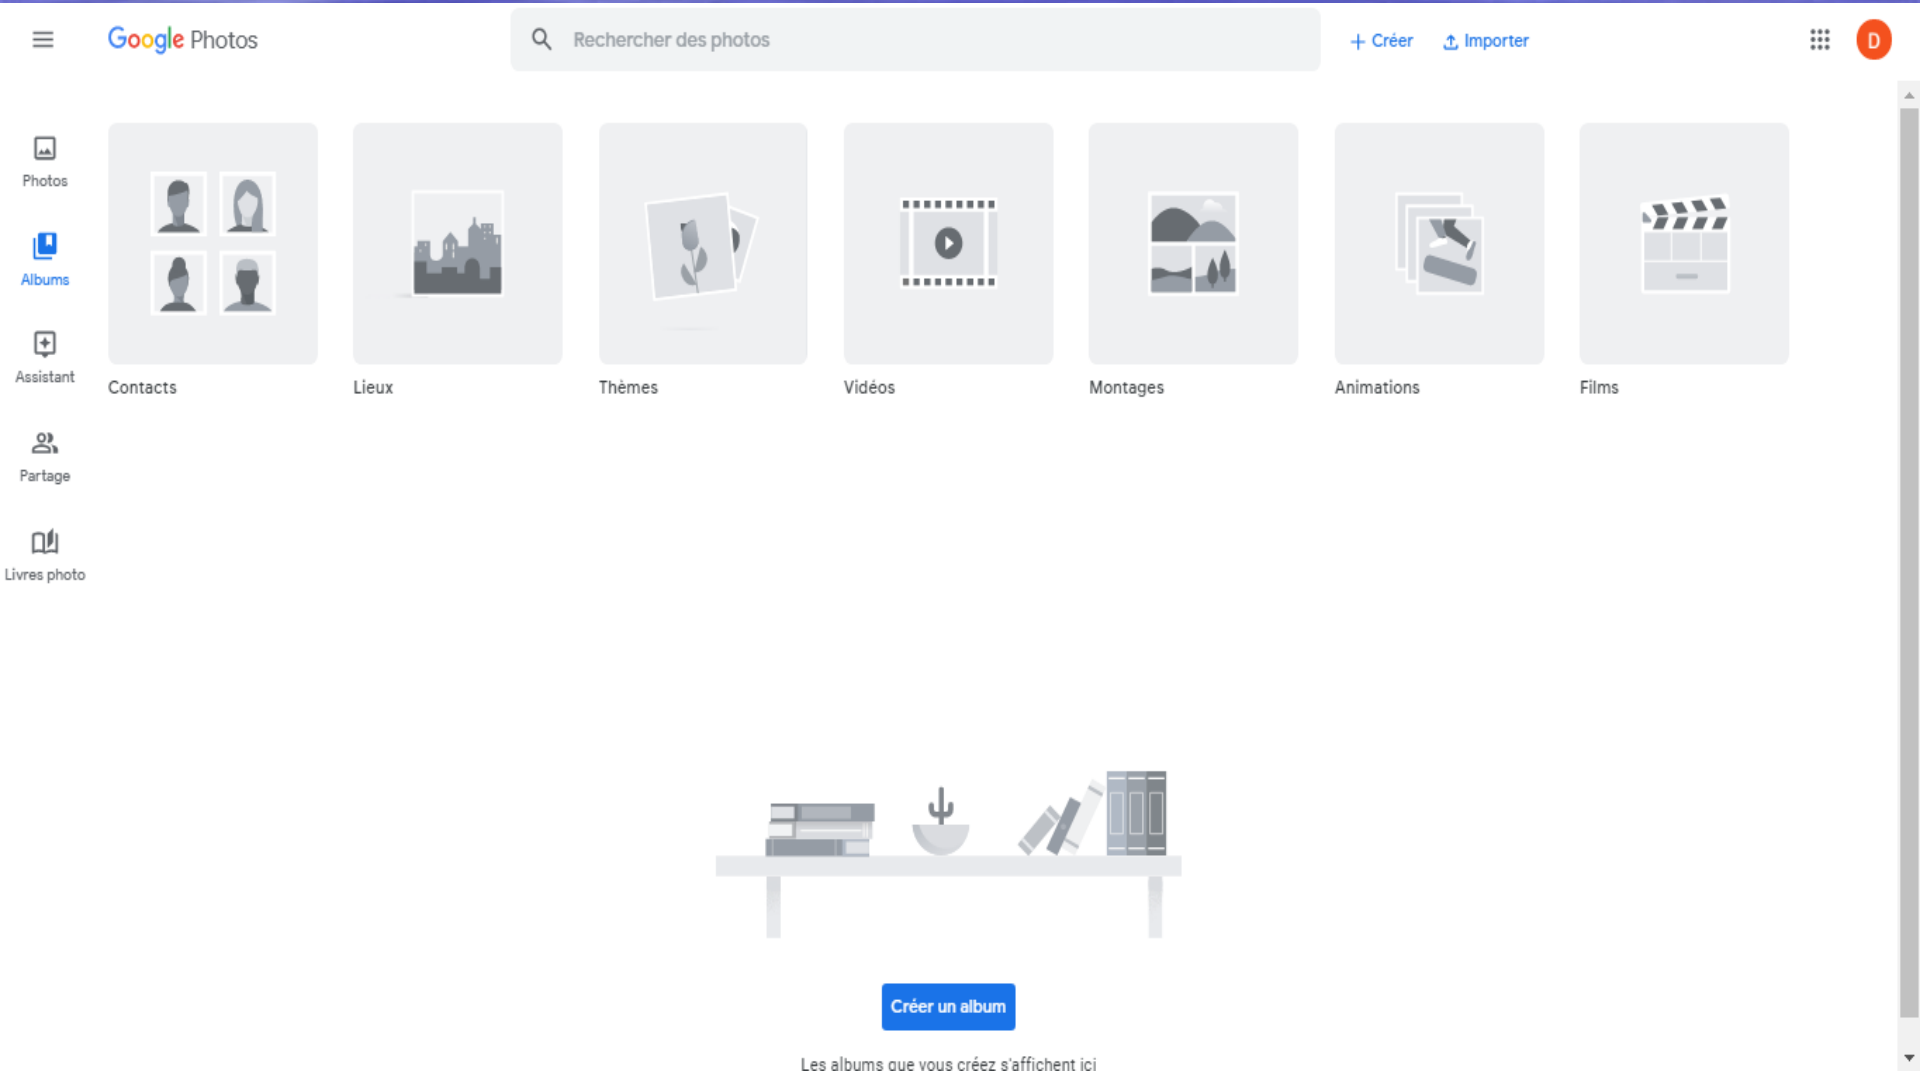 Google Photos
Rechercher des photos
Créer
Importer
D
Photos
Albums
Assistant
Partage
Livres photo
Contacts
Lieux
Thèmes
Vidéos
Montages
Animations
Films
Créer un album
Les albums que vous créez s'affichent ici